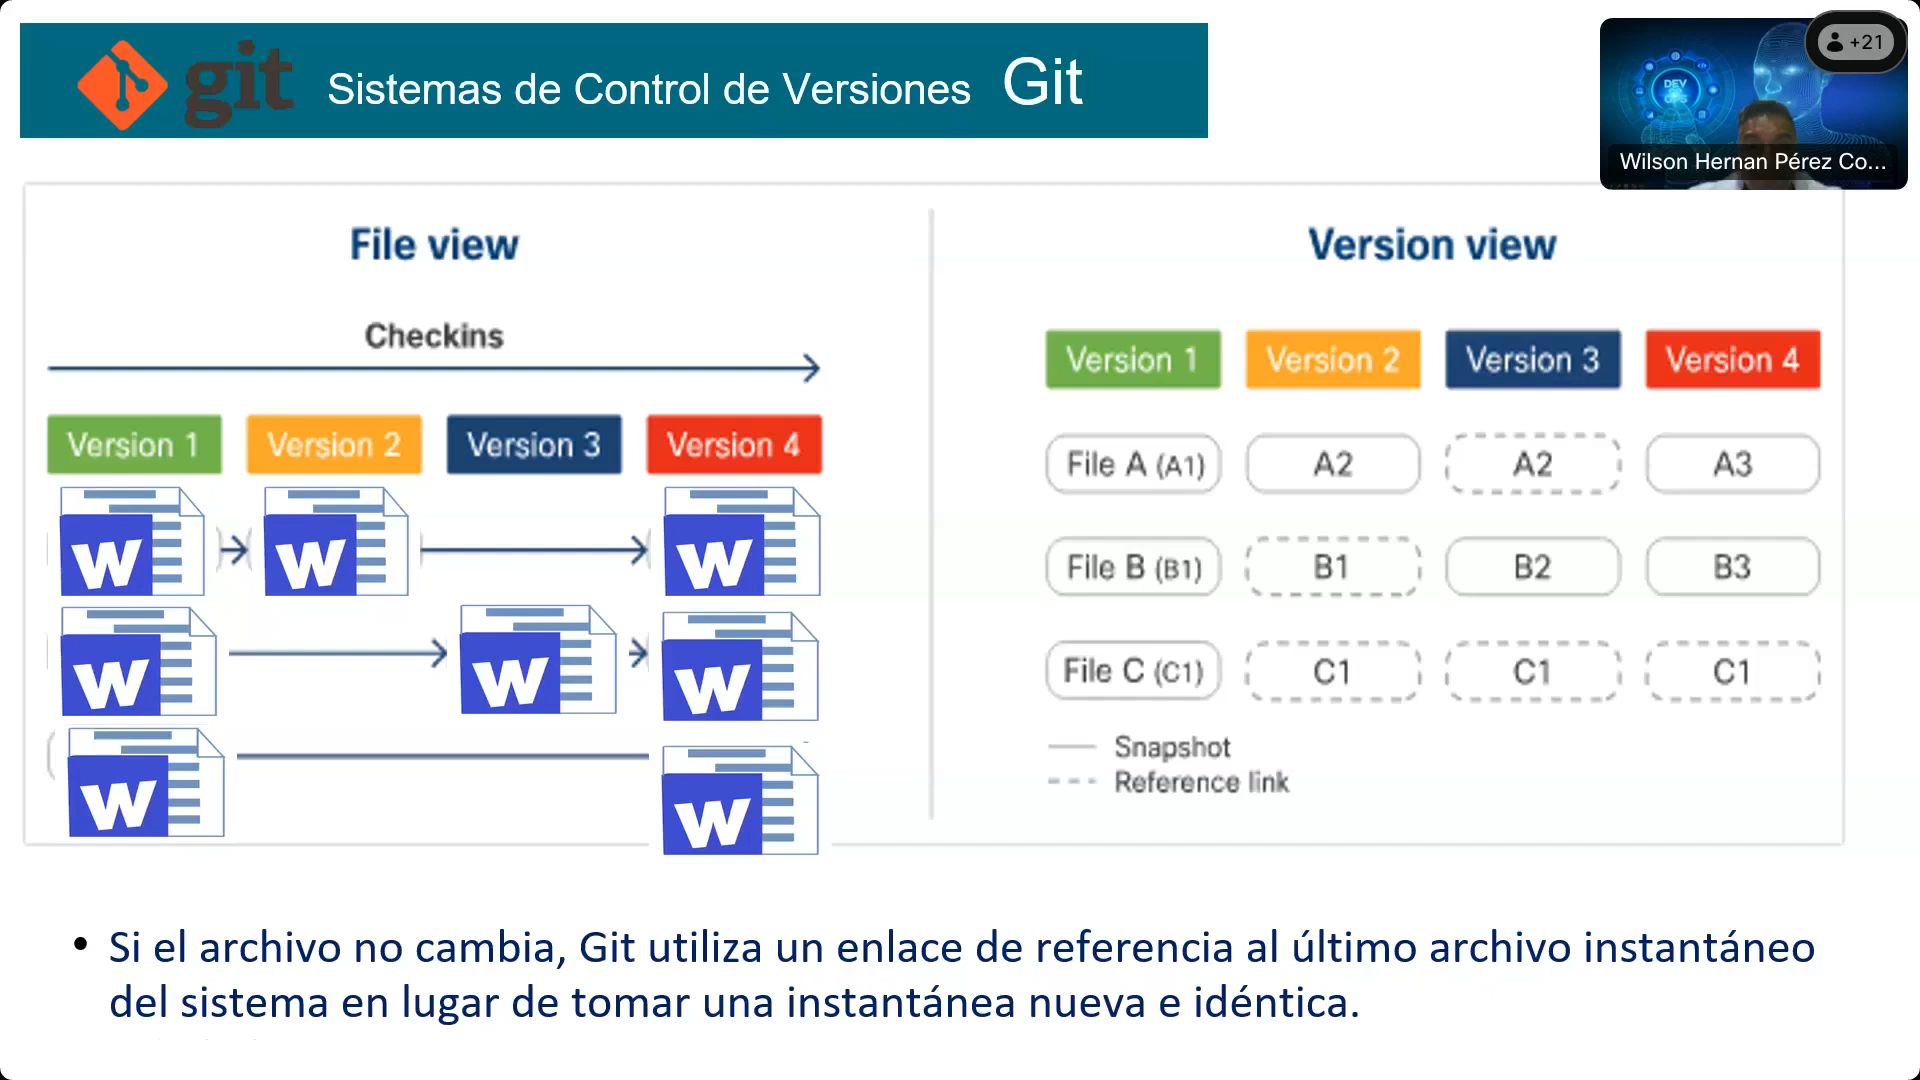 git Sistemas de Control de Versiones Git
+21
DEV
Wilson Hernan Pérez Co...
File view
Checkins
Version 1 Version 2 Version 3 Version 4
W W W
W W W
W W
Version view
Version 1 Version 2 Version 3 Version 4
File A (A1) A2 A2 A3
File B (B1) B1 B2 B3
File C (C1) C1 C1 C1
Snapshot
Reference link
• Si el archivo no cambia, Git utiliza un enlace de referencia al último archivo instantáneo
del sistema en lugar de tomar una instantánea nueva e idéntica.